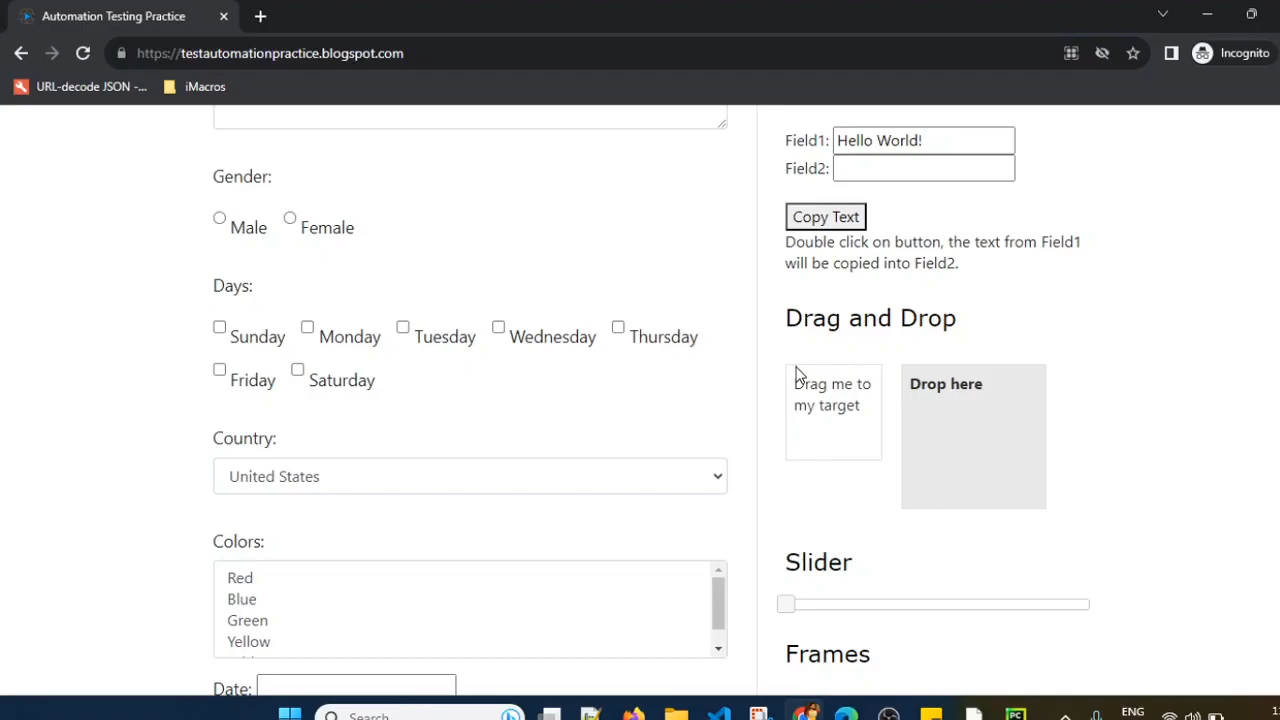 Automation Testing Practice
https://testautomationpractice.blogspot.com
Incognito
URL-decode JSON -...
iMacros
Gender:
Male Female
Days:
Sunday Monday Tuesday Wednesday Thursday
Friday Saturday
Country:
United States
Colors:
Red
Blue
Green
Yellow
Date:
Field1: Hello World!
Field2:
Copy Text
Double click on button, the text from Field1
will be copied into Field2.
Drag and Drop
Drag me to
my target
Drop here
Slider
Frames
Search
ENG